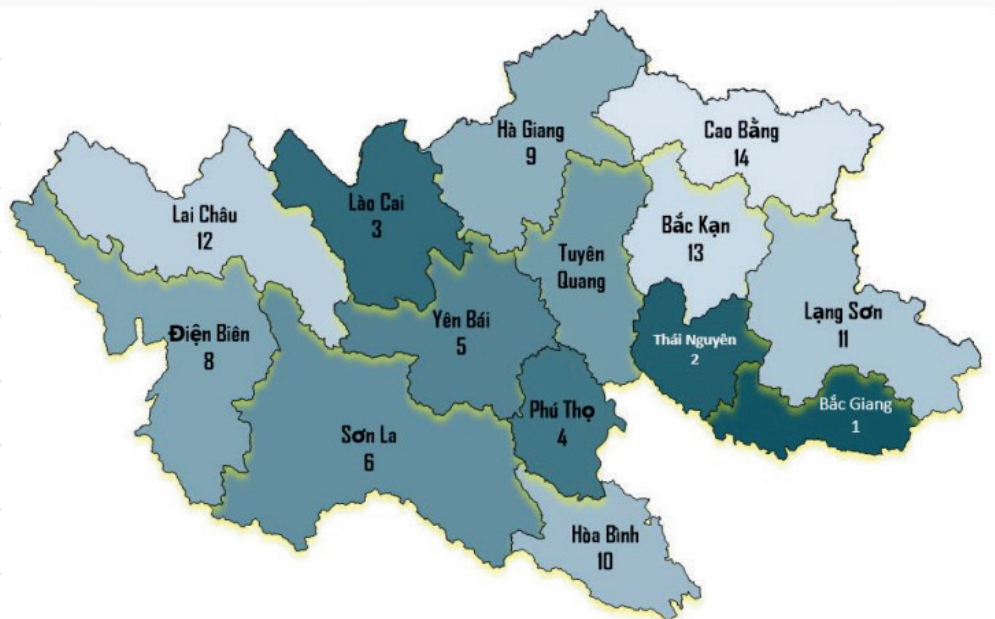 Hà Giang
9
Cao Bằng
14
Lai Châu
12
Lào Cai
3
Bắc Kạn
13
Tuyên
Quang
Điện Biên
8
Yên Bái
5
Thái Nguyên
2
Lạng Sơn
11
Sơn La
6
Phú Thọ
4
Bắc Giang
1
Hòa Bình
10